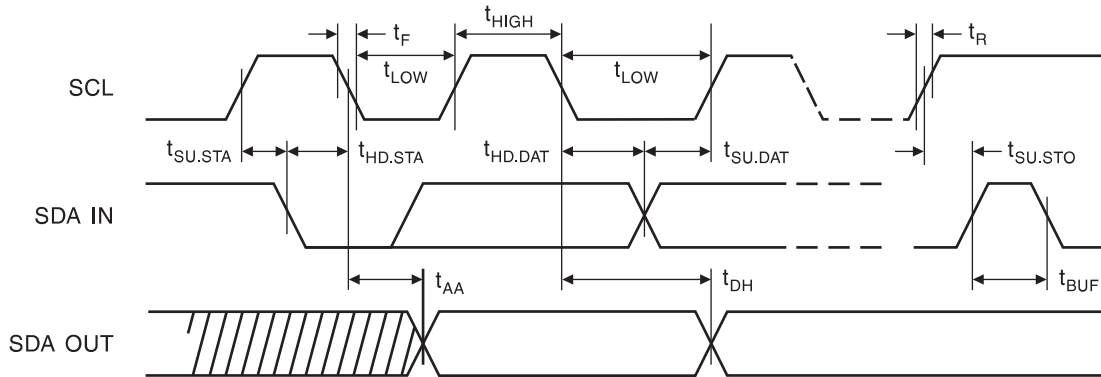 t_F
t_HIGH
t_R
SCL
t_LOW
t_LOW
t_SU.STA
t_HD.STA
t_HD.DAT
t_SU.DAT
t_SU.STO
SDA IN
t_AA
t_DH
t_BUF
SDA OUT